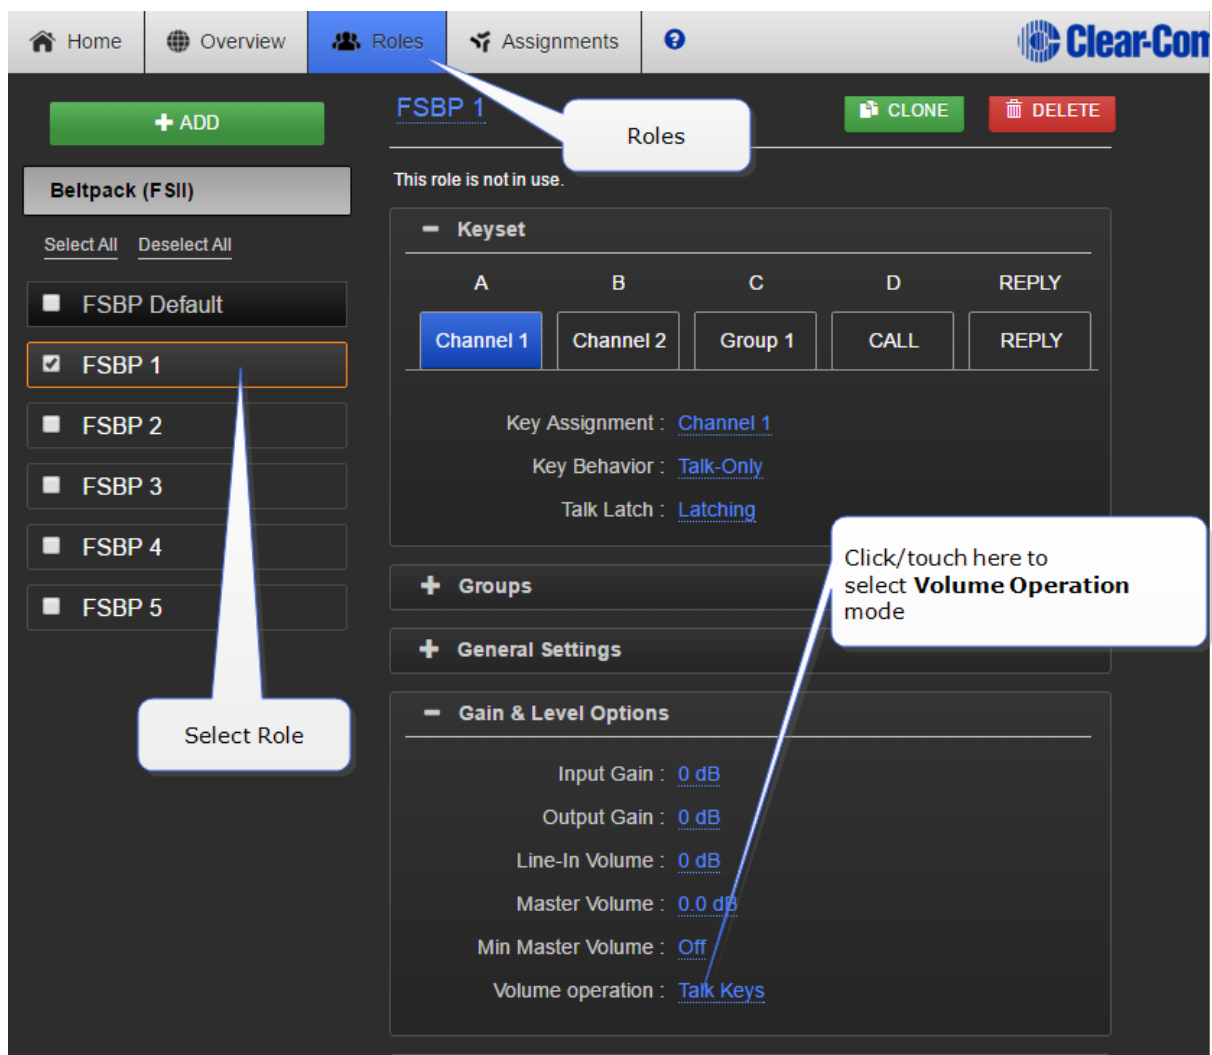 Home Overview Roles Assignments ? Clear-Com
+ ADD
FSBP 1
CLONE DELETE
Roles
Beltpack (FSII)
This role is not in use.
Select All Deselect All
FSBP Default
FSBP 1
FSBP 2
FSBP 3
FSBP 4
FSBP 5
Select Role
Keyset
A B C D REPLY
Channel 1 Channel 2 Group 1 CALL REPLY
Key Assignment : Channel 1
Key Behavior : Talk-Only
Talk Latch : Latching
Click/touch here to
select Volume Operation
mode
Groups
General Settings
Gain & Level Options
Input Gain : 0 dB
Output Gain : 0 dB
Line-In Volume : 0 dB
Master Volume : 0.0 dB
Min Master Volume : Off
Volume operation : Talk Keys